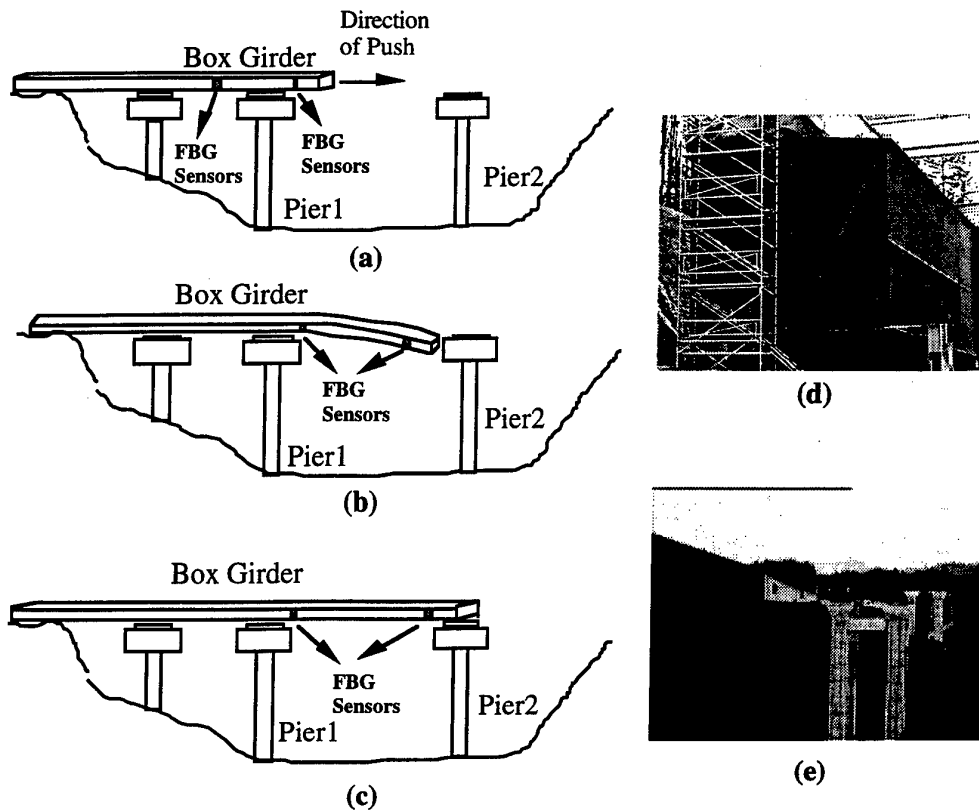 Direction
of Push
Box Girder
FBG
Sensors
FBG
Sensors
Pier1
Pier2
(a)
Box Girder
FBG
Sensors
Pier1
Pier2
(b)
Box Girder
FBG
Sensors
Pier1
Pier2
(c)
(d)
(e)